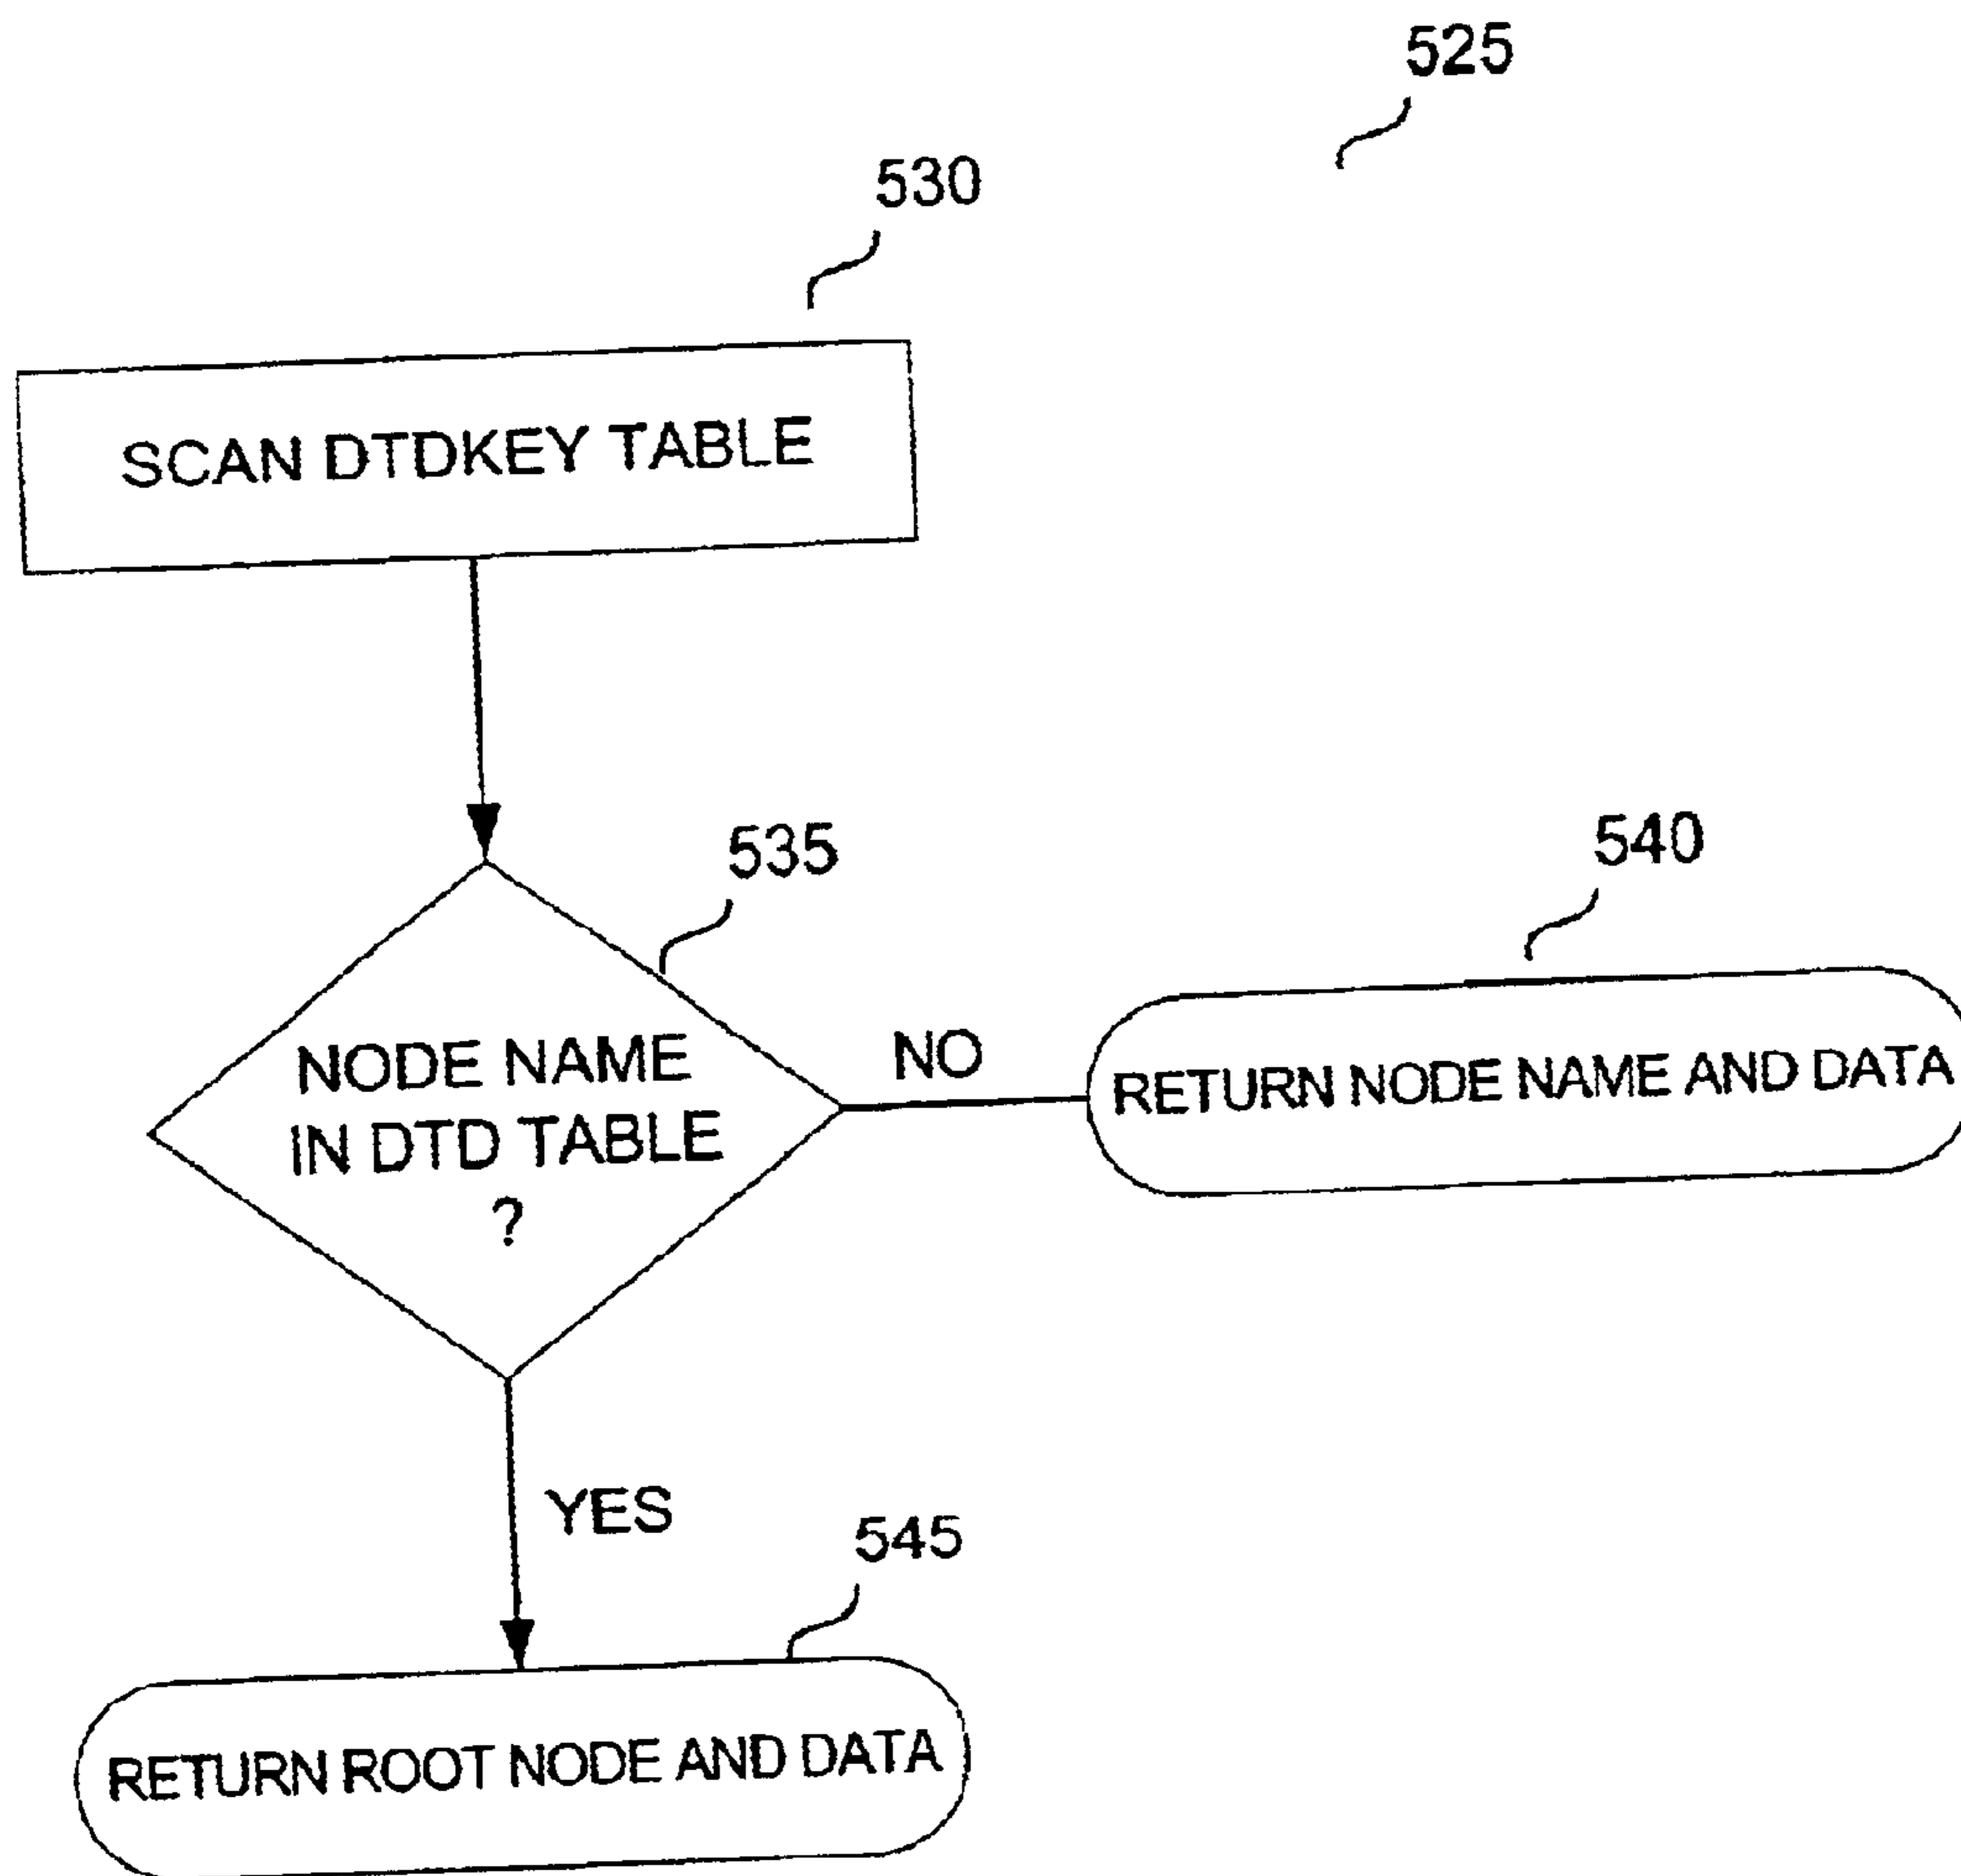 525
530
SCAN DTDKEY TABLE
535
540
NODE NAME
IN DTD TABLE
?
NO
RETURN NODE NAME AND DATA
YES
545
RETURN ROOT NODE AND DATA